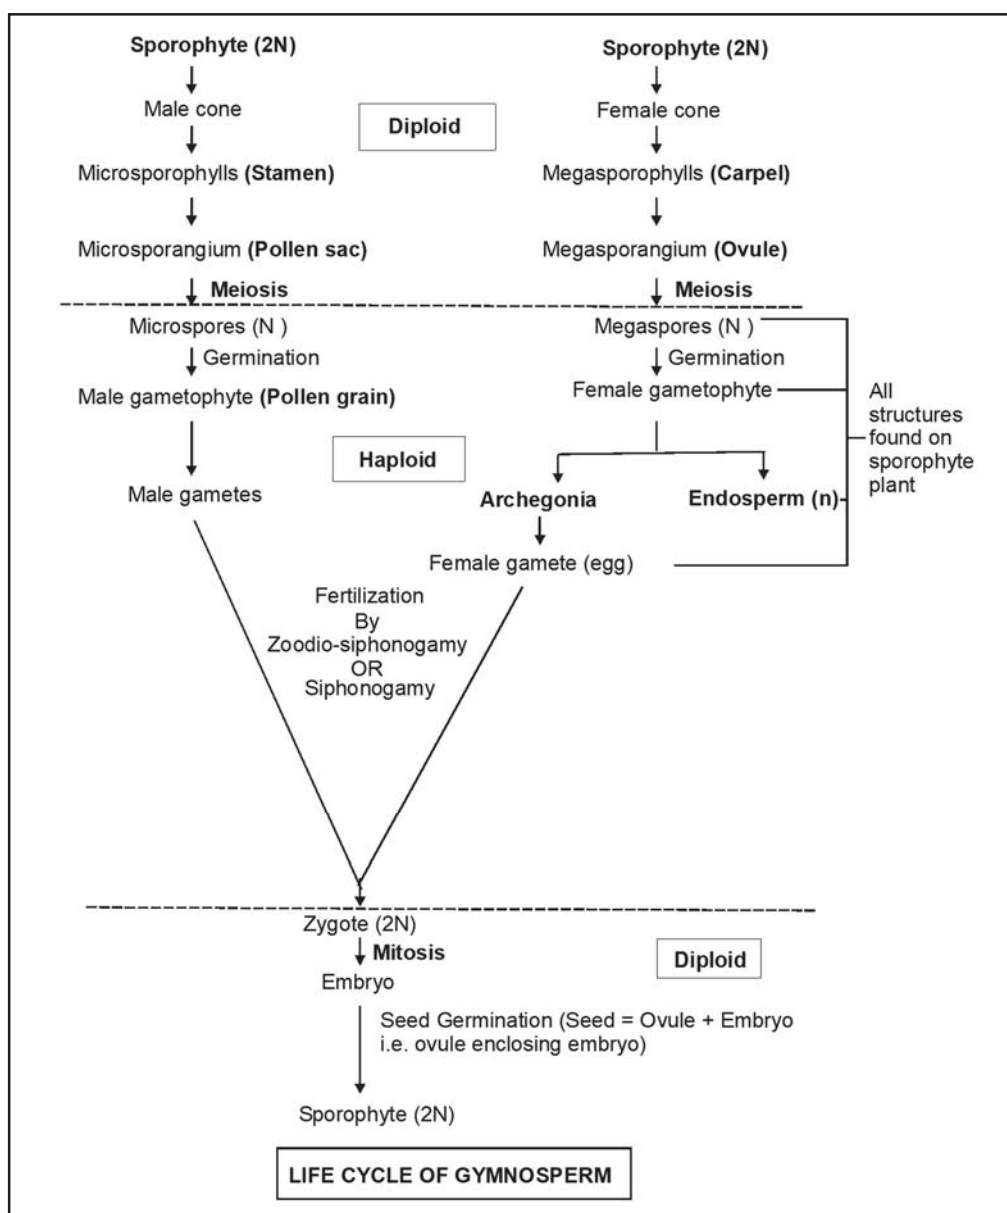 Sporophyte (2N)
Sporophyte (2N)
Male cone
Female cone
Diploid
Microsporophylls (Stamen)
Megasporophylls (Carpel)
Microsporangium (Pollen sac)
Megasporangium (Ovule)
Meiosis
Meiosis
Microspores (N )
Megaspores (N )
Germination
Germination
Male gametophyte (Pollen grain)
Female gametophyte
All
structures
found on
sporophyte
plant
Haploid
Male gametes
Archegonia
Endosperm (n)
Female gamete (egg)
Fertilization
By
Zoodio-siphonogamy
OR
Siphonogamy
Zygote (2N)
Mitosis
Diploid
Embryo
Seed Germination (Seed = Ovule + Embryo
i.e. ovule enclosing embryo)
Sporophyte (2N)
LIFE CYCLE OF GYMNOSPERM